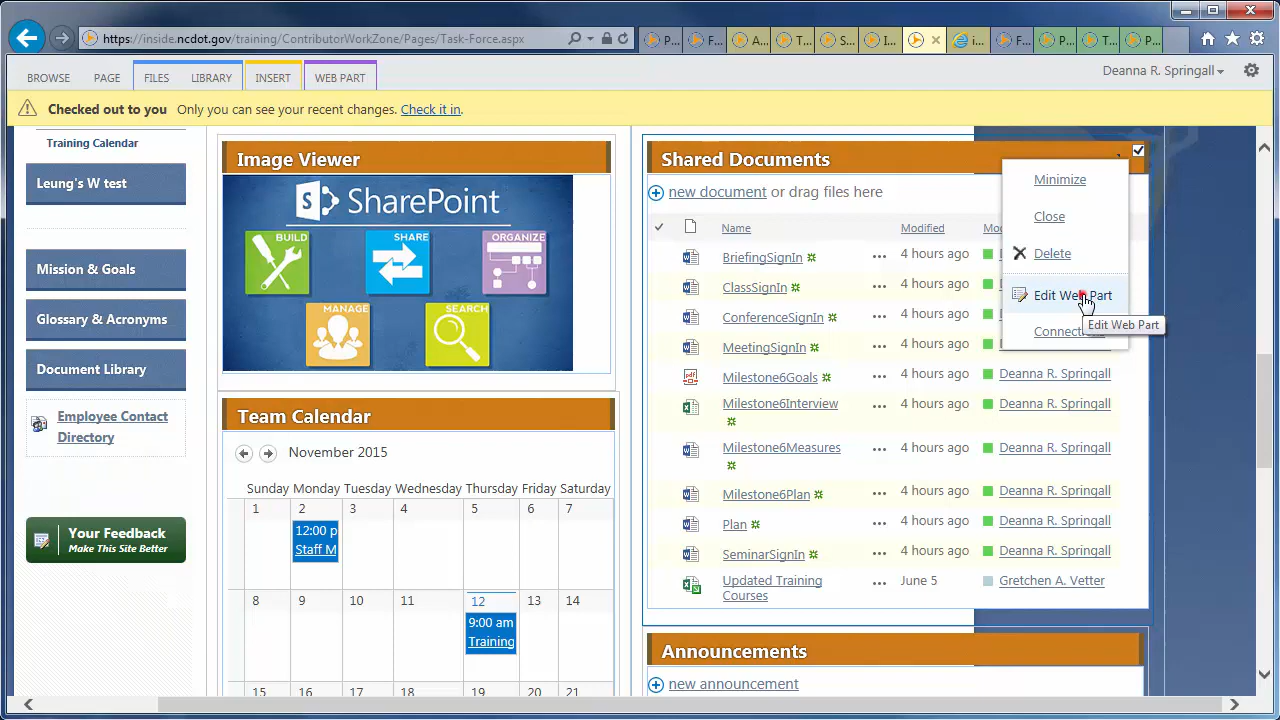 https://inside.ncdot.gov/training/ContributorWorkZone/Pages/Task-Force.aspx
P...
F...
A...
T...
S...
I...
i...
F...
P...
T...
P...
BROWSE PAGE FILES LIBRARY INSERT WEB PART
Deanna R. Springall
Checked out to you Only you can see your recent changes. Check it in.
Training Calendar
Leung's W test
Mission & Goals
Glossary & Acronyms
Document Library
Employee Contact
Directory
Your Feedback
Make This Site Better
Image Viewer
SharePoint
BUILD
SHARE
ORGANIZE
MANAGE
SEARCH
Team Calendar
November 2015
Sunday Monday Tuesday Wednesday Thursday Friday Saturday
1 2 3 4 5 6 7
12:00 p
Staff M
8 9 10 11 12 13 14
9:00 am
Training
15 16 17 18 19 20 21
Shared Documents
new document or drag files here
Name Modified Mo
BriefingSignIn 4 hours ago D
ClassSignIn 4 hours ago D
ConferenceSignIn 4 hours ago D
MeetingSignIn 4 hours ago
Milestone6Goals 4 hours ago Deanna R. Springall
Milestone6Interview 4 hours ago Deanna R. Springall
Milestone6Measures 4 hours ago Deanna R. Springall
Milestone6Plan 4 hours ago Deanna R. Springall
Plan 4 hours ago Deanna R. Springall
SeminarSignIn 4 hours ago Deanna R. Springall
Updated Training June 5 Gretchen A. Vetter
Courses
Minimize
Close
Delete
Edit Web Part
Edit Web Part
Connect
Announcements
new announcement